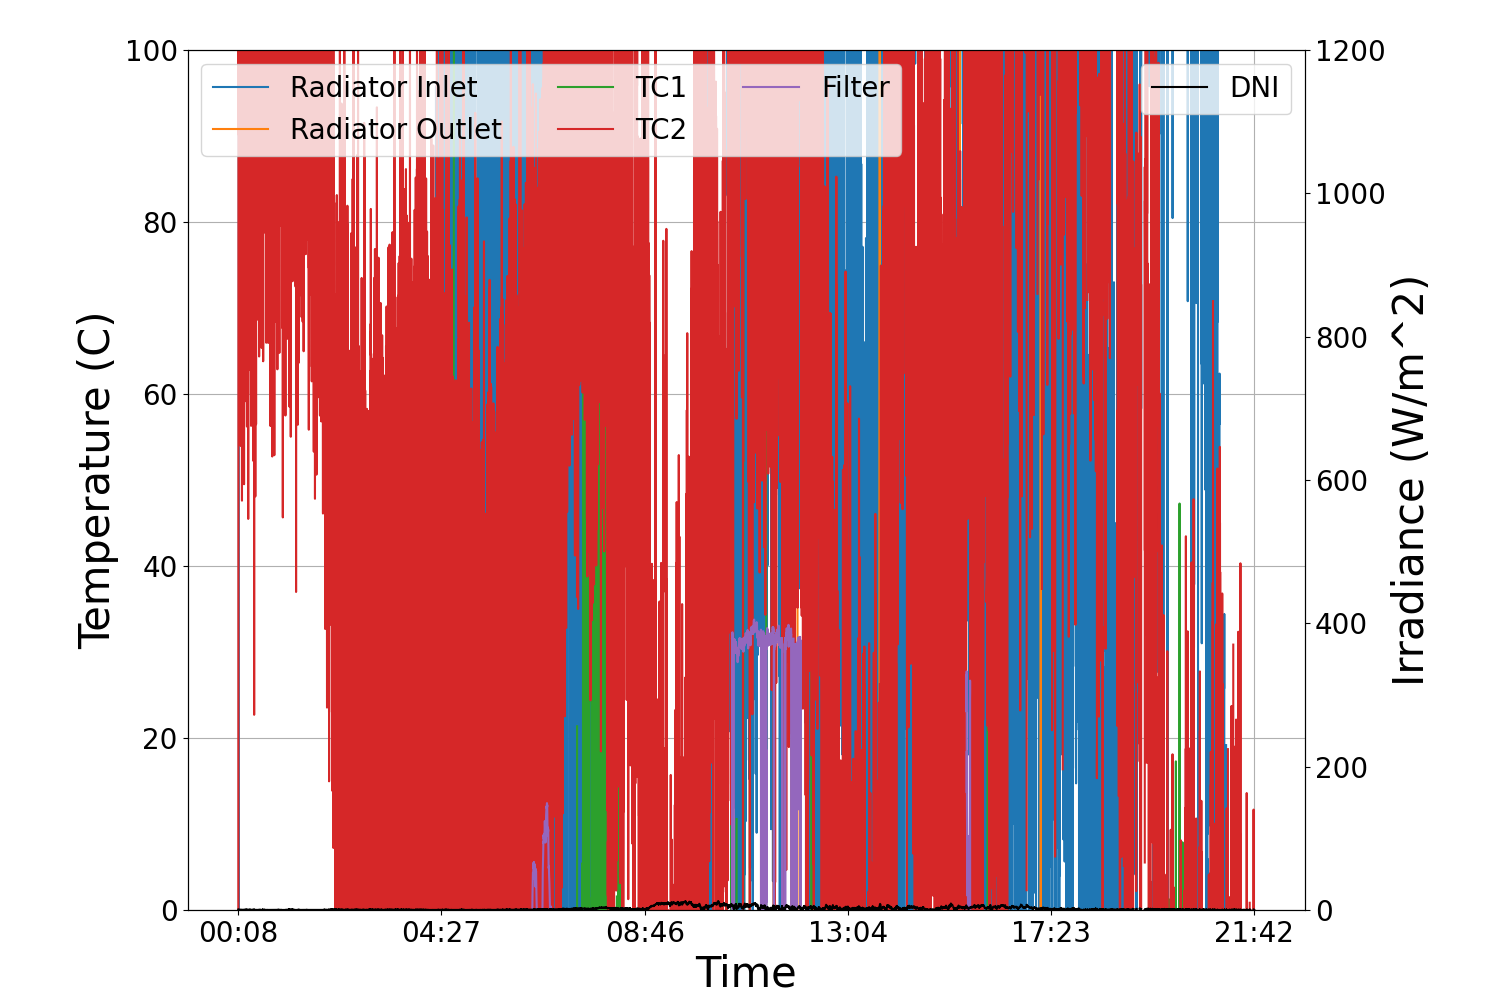 100
80
60
40
20
0
Temperature (C)
Radiator Inlet
Radiator Outlet
TC1
TC2
Filter
DNI
1200
1000
800
600
400
200
0
Irradiance (W/m^2)
00:08 04:27 08:46 13:04 17:23 21:42
Time